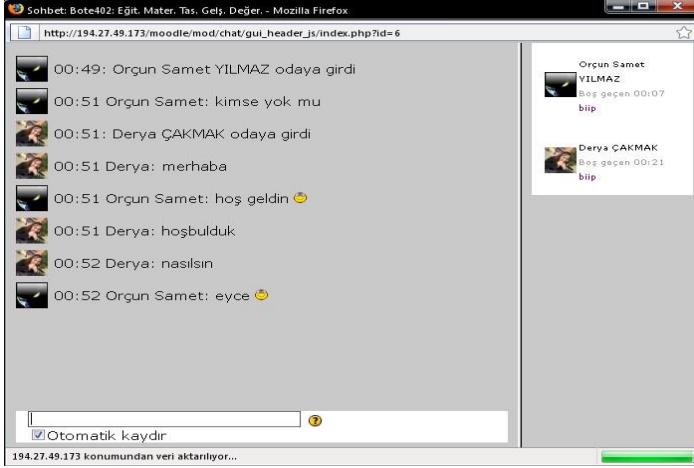 Sohbet: Bote402: Eğit. Mater. Tas. Gelş. Değer. - Mozilla Firefox
http://194.27.49.173/moodle/mod/chat/gui_header_js/index.php?id=6
00:49: Orçun Samet YILMAZ odaya girdi
00:51 Orçun Samet: kimse yok mu
00:51: Derya ÇAKMAK odaya girdi
00:51 Derya: merhaba
00:51 Orçun Samet: hoş geldin
00:51 Derya: hoşbulduk
00:52 Derya: nasılsın
00:52 Orçun Samet: eyce
Otomatik kaydır
Orçun Samet
YILMAZ
Boş geçen 00:07
biip
Derya ÇAKMAK
Boş geçen 00:21
biip
194.27.49.173 konumundan veri aktarılıyor...